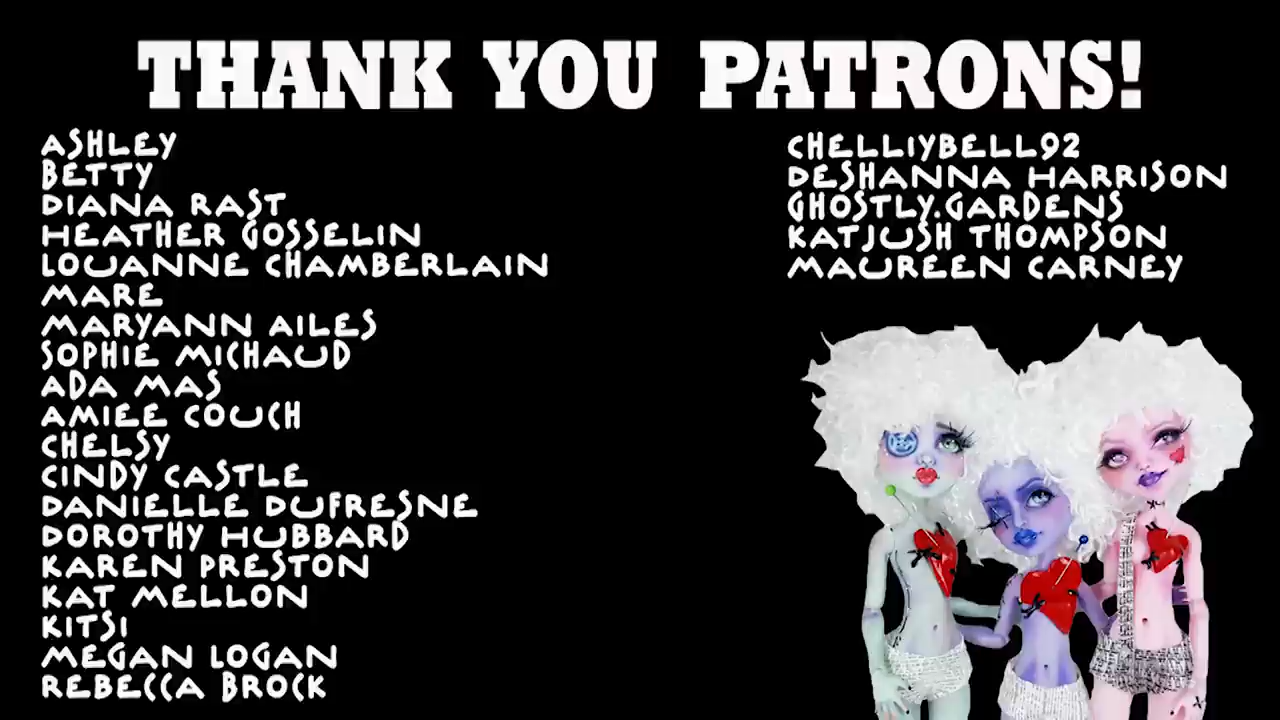 THANK YOU PATRONS!
ASHLEY
BETTY
DIANA RAST
HEATHER GOSSELIN
LOUANNE CHAMBERLAIN
MARE
MARYANN AILES
SOPHIE MICHAUD
ADA MAS
AMIEE COUCH
CHELSY
CINDY CASTLE
DANIELLE DUFRESNE
DOROTHY HUBBARD
KAREN PRESTON
KAT MELLON
KITSI
MEGAN LOGAN
REBECCA BROCK
CHELLIYBELL92
DESHANNA HARRISON
GHOSTLY.GARDENS
KATJUSH THOMPSON
MAUREEN CARNEY